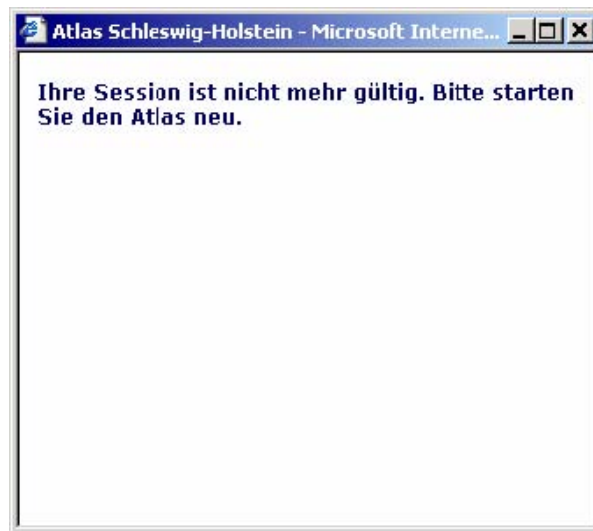 Atlas Schleswig-Holstein - Microsoft Interne...
Ihre Session ist nicht mehr gültig. Bitte starten
Sie den Atlas neu.